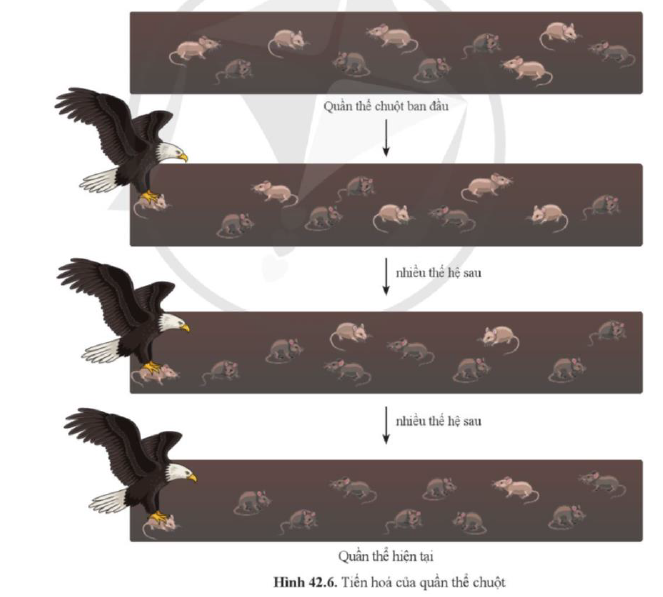 Quần thể chuột ban đầu
nhiều thế hệ sau
nhiều thế hệ sau
Quần thể hiện tại
Hình 42.6. Tiến hoá của quần thể chuột